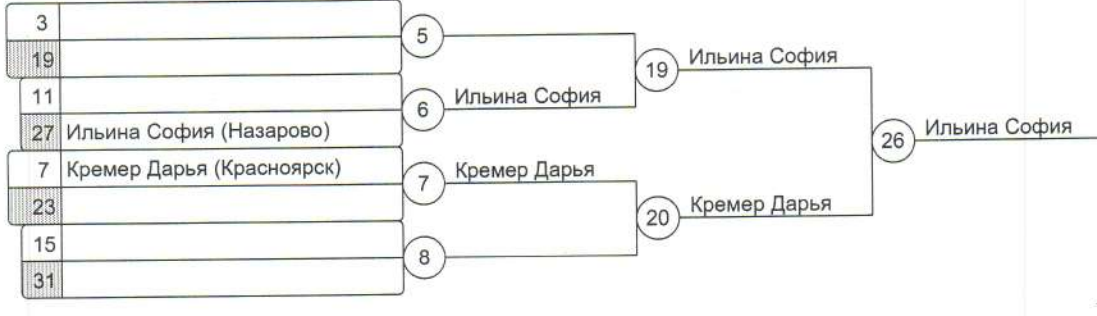 3
5
19
19 Ильина София
11
6 Ильина София
27 Ильина София (Назарово)
26 Ильина София
7 Кремер Дарья (Красноярск)
7 Кремер Дарья
23
20 Кремер Дарья
15
8
31